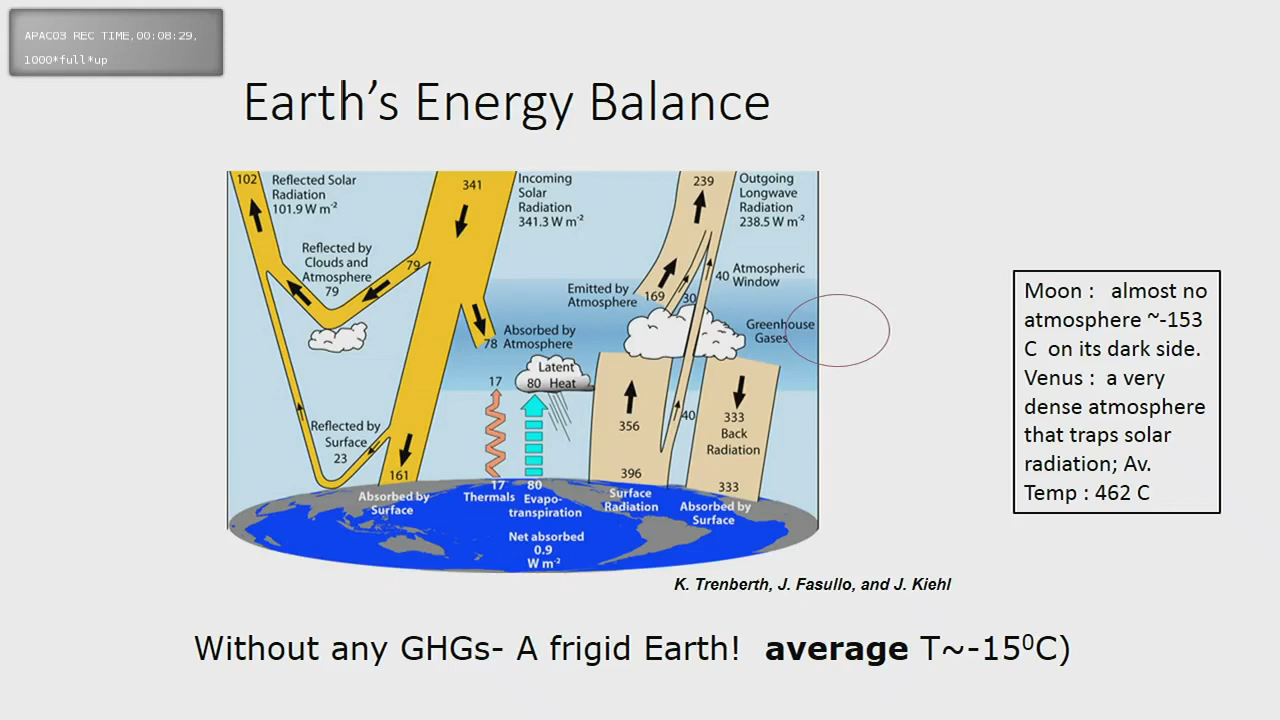 APAC03 REC TIME,00:08:29,
1000*full*up
Earth's Energy Balance
102
Reflected Solar
Radiation
101.9 W m⁻²
341
Incoming
Solar
Radiation
341.3 W m⁻²
239
Outgoing
Longwave
Radiation
238.5 W m⁻²
Reflected by
Clouds and
Atmosphere
79
79
Emitted by
Atmosphere
169
30
40
Atmospheric
Window
Greenhouse
Gases
78
Absorbed by
Atmosphere
17
Latent
80 Heat
Reflected by
Surface
23
356
40
333
Back
Radiation
161
Absorbed by
Surface
17
Thermals
80
Evapo-
transpiration
396
Surface
Radiation
333
Absorbed by
Surface
Net absorbed
0.9
W m⁻²
Moon : almost no
atmosphere ~-153
C on its dark side.
Venus : a very
dense atmosphere
that traps solar
radiation; Av.
Temp : 462 C
K. Trenberth, J. Fasullo, and J. Kiehl
Without any GHGs- A frigid Earth! average T~-15⁰C)